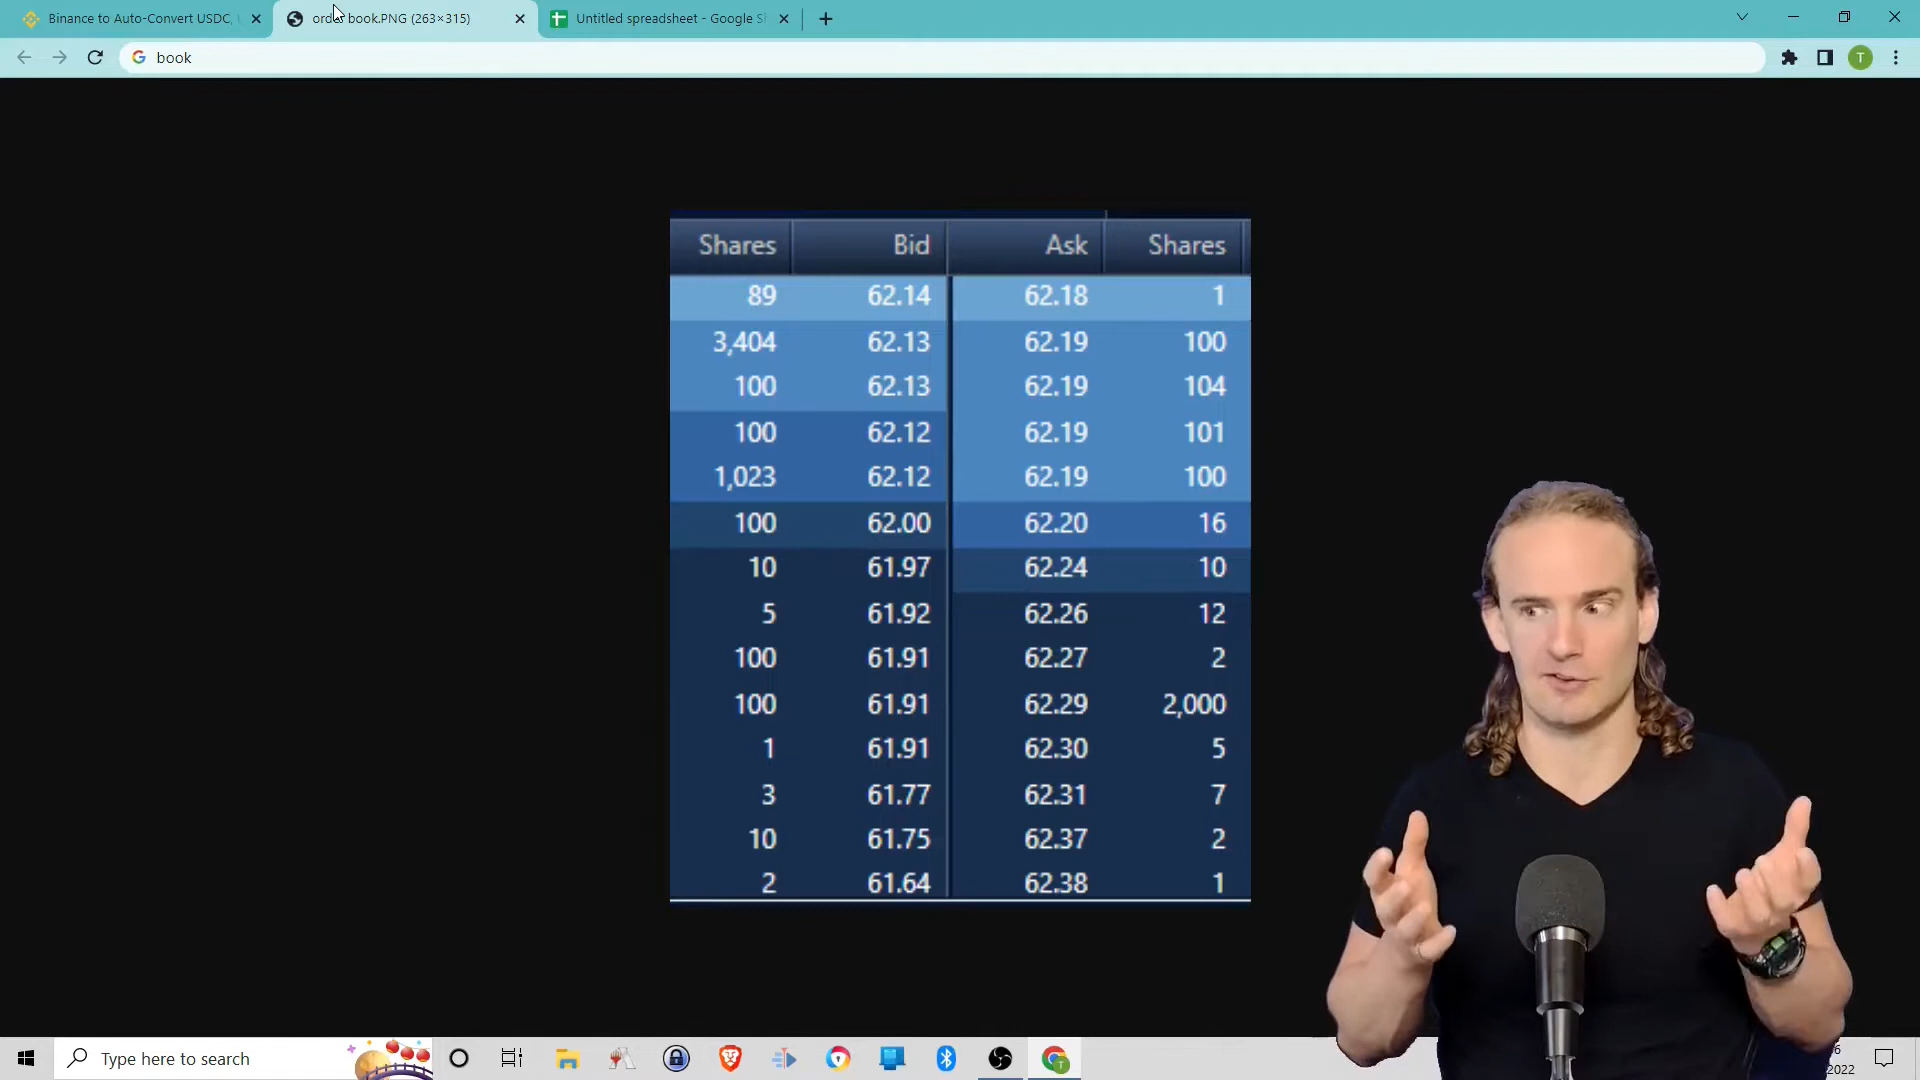 Binance to Auto-Convert USDC,
order book.PNG (263×315)
Untitled spreadsheet - Google S
book
T
Shares Bid Ask Shares
89 62.14 62.18 1
3,404 62.13 62.19 100
100 62.13 62.19 104
100 62.12 62.19 101
1,023 62.12 62.19 100
100 62.00 62.20 16
10 61.97 62.24 10
5 61.92 62.26 12
100 61.91 62.27 2
100 61.91 62.29 2,000
1 61.91 62.30 5
3 61.77 62.31 7
10 61.75 62.37 2
2 61.64 62.38 1
Type here to search
T
6
2022